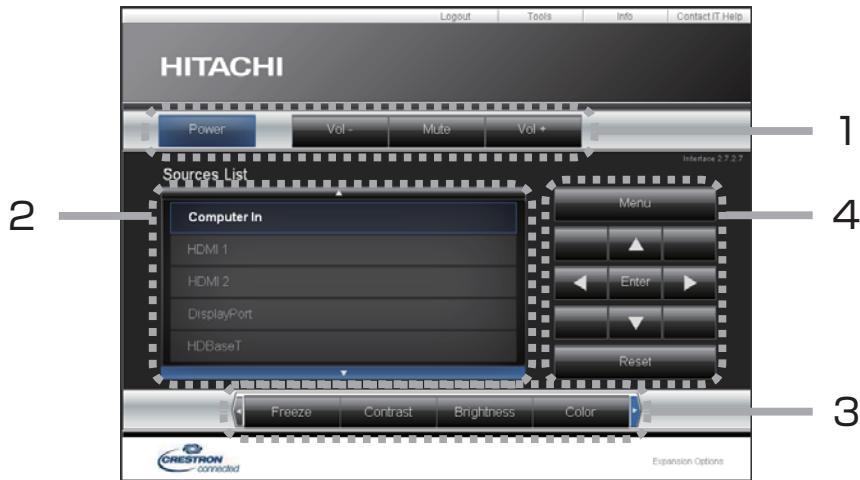 Logout Tools Info Contact IT Help
HITACHI
Power Vol - Mute Vol +
1
Interface 2.7.2.7
Sources List
2
Computer In
HDMI 1
HDMI 2
DisplayPort
HDBaseT
Menu
4
Enter
Reset
Freeze Contrast Brightness Color
3
CRESTRON
connected
Expansion Options